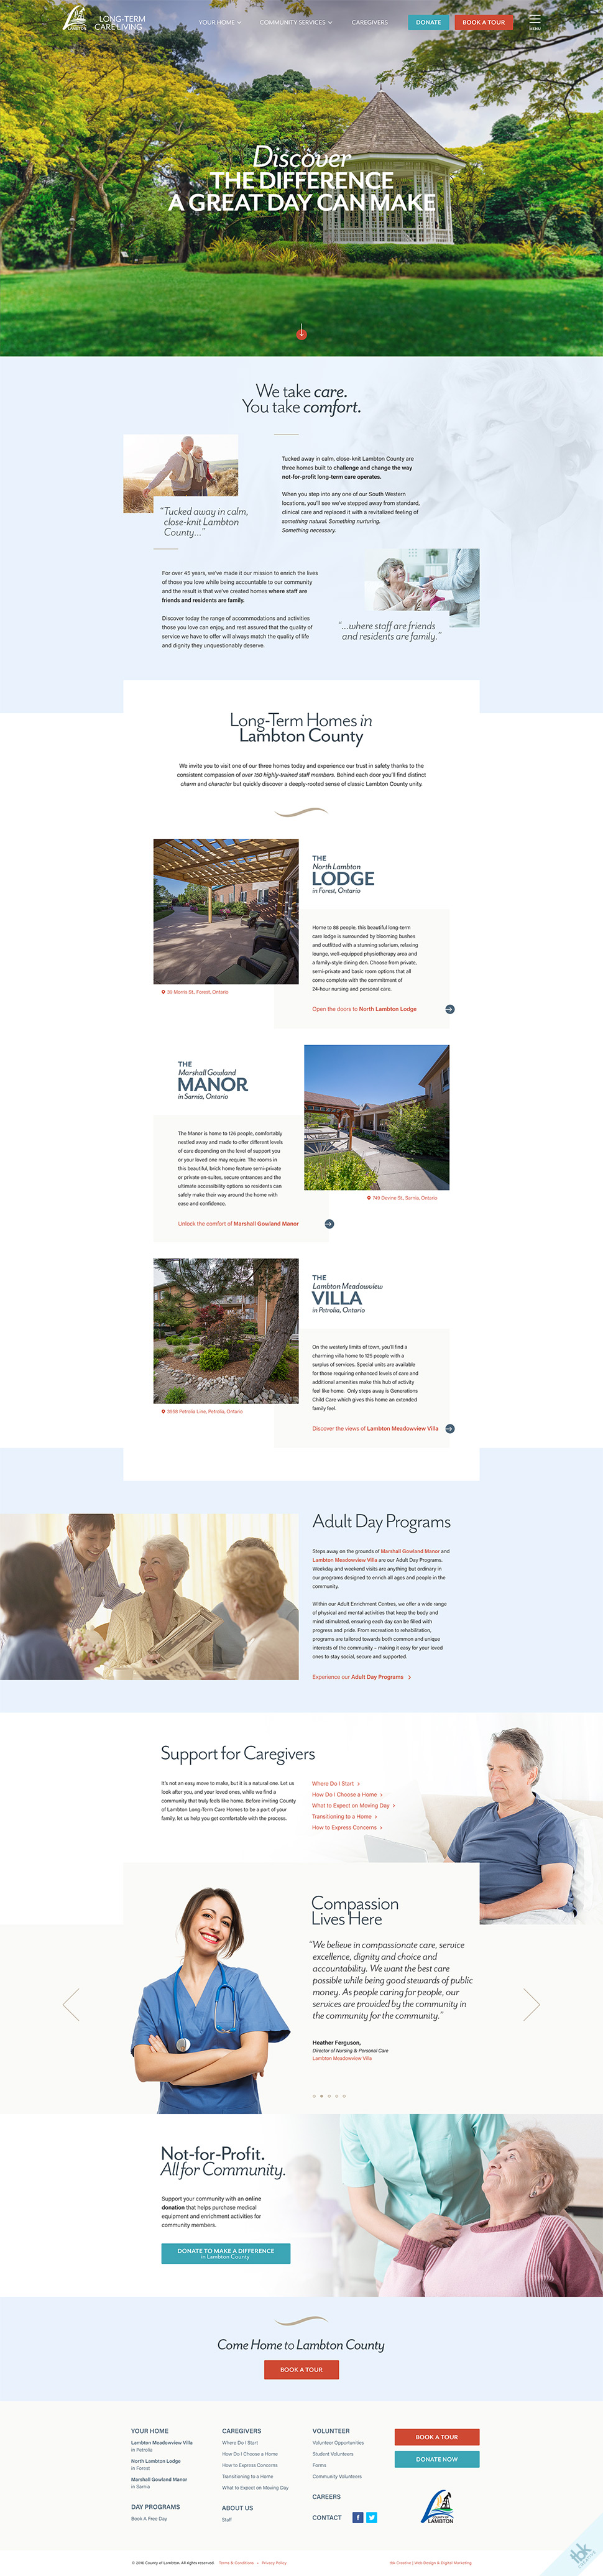 LAMBTON
LONG-TERM
CARE LIVING
YOUR HOME
COMMUNITY SERVICES
CAREGIVERS
DONATE
BOOK A TOUR
MENU
Discover
THE DIFFERENCE
A GREAT DAY CAN MAKE
We take care.
You take comfort.
Tucked away in calm, close-knit Lambton County are
three homes built to challenge and change the way
not-for-profit long-term care operates.
When you step into any one of our South Western
locations, you'll see we've stepped away from standard,
clinical care and replaced it with a revitalized feeling of
something natural. Something nurturing.
Something necessary.
“Tucked away in calm,
close-knit Lambton
County...”
For over 45 years, we've made it our mission to enrich the lives
of those you love while being accountable to our community
and the result is that we've created homes where staff are
friends and residents are family.
Discover today the range of accommodations and activities
those you love can enjoy, and rest assured that the quality of
service we have to offer will always match the quality of life
and dignity they unquestionably deserve.
“...where staff are friends
and residents are family.”
Long-Term Homes in
Lambton County
We invite you to visit one of our three homes today and experience our trust in safety thanks to the
consistent compassion of over 150 highly-trained staff members. Behind each door you'll find distinct
charm and character but quickly discover a deeply-rooted sense of classic Lambton County unity.
THE
North Lambton
LODGE
in Forest, Ontario
Home to 88 people, this beautiful long-term
care lodge is surrounded by blooming bushes
and outfitted with a stunning solarium, relaxing
lounge, well-equipped physiotherapy area and
a family-style dining den. Choose from private,
semi-private and basic room options that all
come complete with the commitment of
24-hour nursing and personal care.
39 Morris St., Forest, Ontario
Open the doors to North Lambton Lodge
THE
Marshall Gowland
MANOR
in Sarnia, Ontario
The Manor is home to 126 people, comfortably
nestled away and made to offer different levels
of care depending on the level of support you
or your loved one may require. The rooms in
this beautiful, brick home feature semi-private
or private en-suites, secure entrances and the
ultimate accessibility options so residents can
safely make their way around the home with
ease and confidence.
749 Devine St., Sarnia, Ontario
Unlock the comfort of Marshall Gowland Manor
THE
Lambton Meadowview
VILLA
in Petrolia, Ontario
On the westerly limits of town, you'll find a
charming villa home to 125 people with a
surplus of services. Special units are available
for those requiring enhanced levels of care and
additional amenities make this hub of activity
feel like home. Only steps away is Generations
Child Care which gives this home an extended
family feel.
3958 Petrolia Line, Petrolia, Ontario
Discover the views of Lambton Meadowview Villa
Adult Day Programs
Steps away on the grounds of Marshall Gowland Manor and
Lambton Meadowview Villa are our Adult Day Programs.
Weekday and weekend visits are anything but ordinary in
our programs designed to enrich all ages and people in the
community.
Within our Adult Enrichment Centres, we offer a wide range
of physical and mental activities that keep the body and
mind stimulated, ensuring each day can be filled with
progress and pride. From recreation to rehabilitation,
programs are tailored towards both common and unique
interests of the community – making it easy for your loved
ones to stay social, secure and supported.
Experience our Adult Day Programs
Support for Caregivers
It's not an easy move to make, but it is a natural one. Let us
look after you, and your loved ones, while we find a
community that truly feels like home. Before inviting County
of Lambton Long-Term Care Homes to be a part of your
family, let us help you get comfortable with the process.
Where Do I Start
How Do I Choose a Home
What to Expect on Moving Day
Transitioning to a Home
How to Express Concerns
Compassion
Lives Here
“We believe in compassionate care, service
excellence, dignity and choice and
accountability. We want the best care
possible while being good stewards of public
money. As people caring for people, our
services are provided by the community in
the community for the community.”
Heather Ferguson,
Director of Nursing & Personal Care
Lambton Meadowview Villa
Not-for-Profit.
All for Community.
Support your community with an online
donation that helps purchase medical
equipment and enrichment activities for
community members.
DONATE TO MAKE A DIFFERENCE
in Lambton County
Come Home to Lambton County
BOOK A TOUR
YOUR HOME
Lambton Meadowview Villa
in Petrolia
North Lambton Lodge
in Forest
Marshall Gowland Manor
in Sarnia
DAY PROGRAMS
Book A Free Day
CAREGIVERS
Where Do I Start
How Do I Choose a Home
How to Express Concerns
Transitioning to a Home
What to Expect on Moving Day
ABOUT US
Staff
VOLUNTEER
Volunteer Opportunities
Student Volunteers
Forms
Community Volunteers
CAREERS
CONTACT
BOOK A TOUR
DONATE NOW
LAMBTON
© 2018 County of Lambton. All rights reserved. Terms & Conditions • Privacy Policy
tbk Creative | Web Design & Digital Marketing
tbk